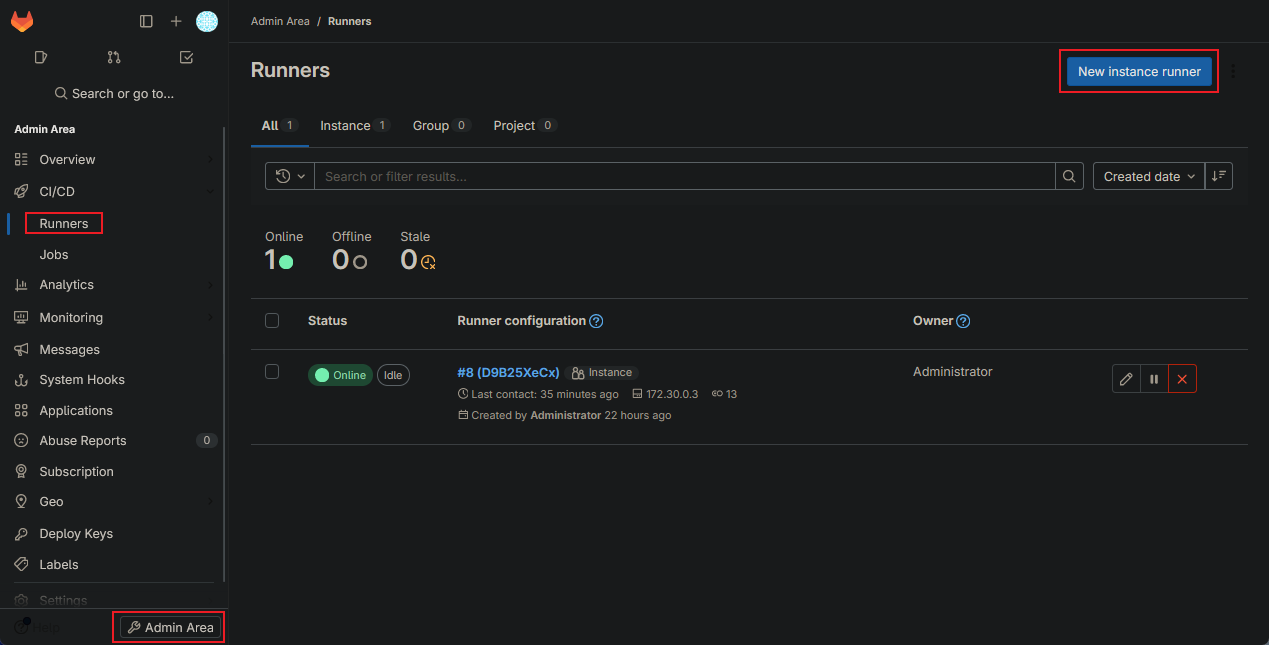 Admin Area / Runners
Search or go to...
Admin Area
Overview
CI/CD
Runners
Jobs
Analytics
Monitoring
Messages
System Hooks
Applications
Abuse Reports 0
Subscription
Geo
Deploy Keys
Labels
Settings
Help
Admin Area
Runners
New instance runner
All 1 Instance 1 Group 0 Project 0
Search or filter results...
Created date
Online Offline Stale
1 0 0
Status Runner configuration Owner
Online Idle #8 (D9B25XeCx) Instance Administrator
Last contact: 35 minutes ago 172.30.0.3 13
Created by Administrator 22 hours ago